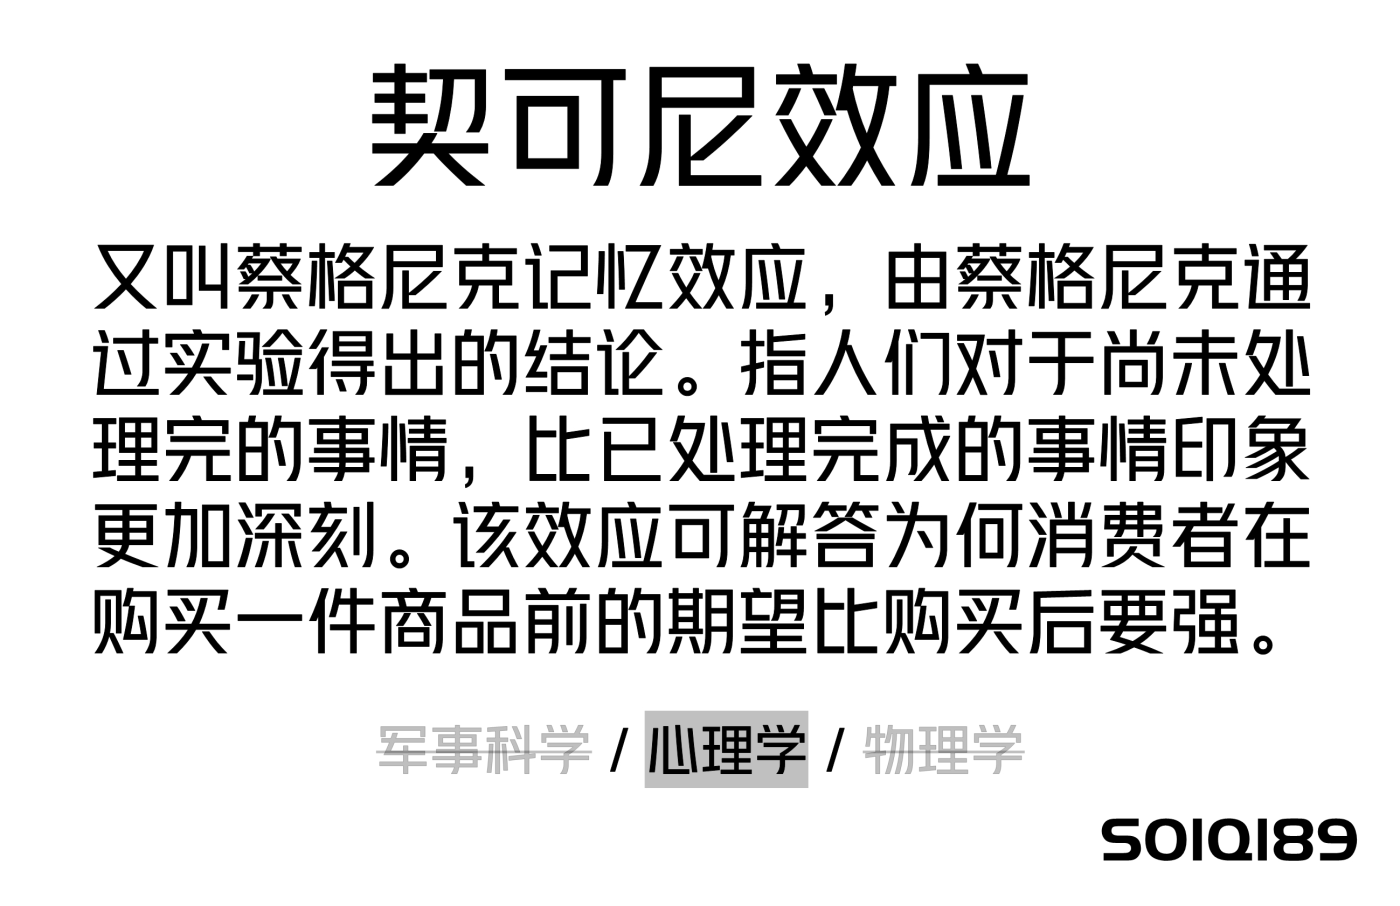 契可尼效应
又叫蔡格尼克记忆效应，由蔡格尼克通
过实验得出的结论。指人们对于尚未处
理完的事情，比已处理完成的事情印象
更加深刻。该效应可解答为何消费者在
购买一件商品前的期望比购买后要强。
军事科学 / 心理学 / 物理学
SOIQI89